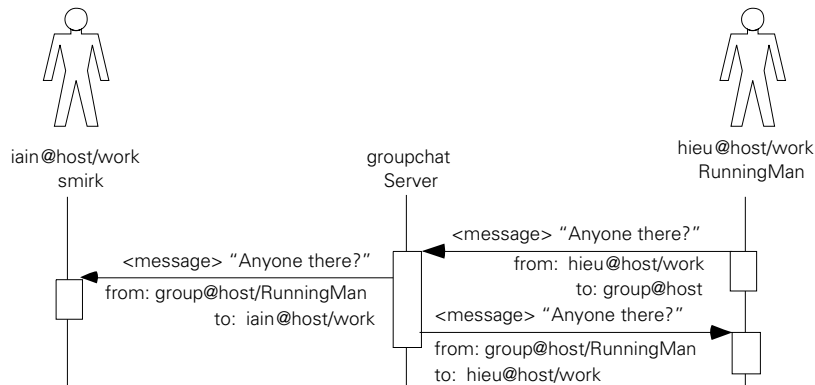 iain@host/work
smirk
groupchat
Server
hieu@host/work
RunningMan
<message> “Anyone there?”
from: hieu@host/work
to: group@host
<message> “Anyone there?”
from: group@host/RunningMan
to: iain@host/work
<message> “Anyone there?”
from: group@host/RunningMan
to: hieu@host/work